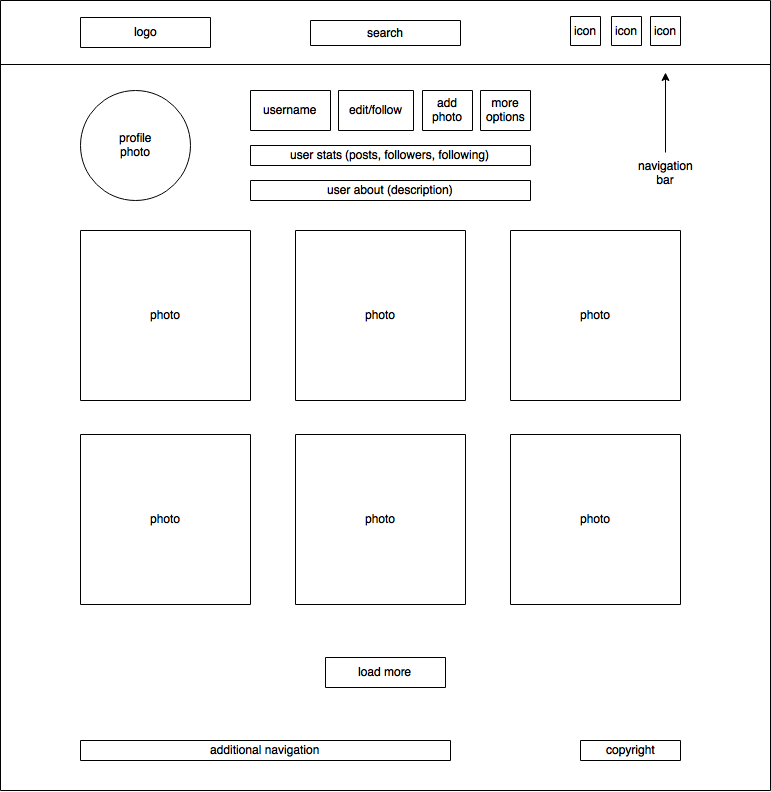 logo
search
icon
icon
icon
profile
photo
username
edit/follow
add
photo
more
options
user stats (posts, followers, following)
user about (description)
navigation
bar
photo
photo
photo
photo
photo
photo
load more
additional navigation
copyright